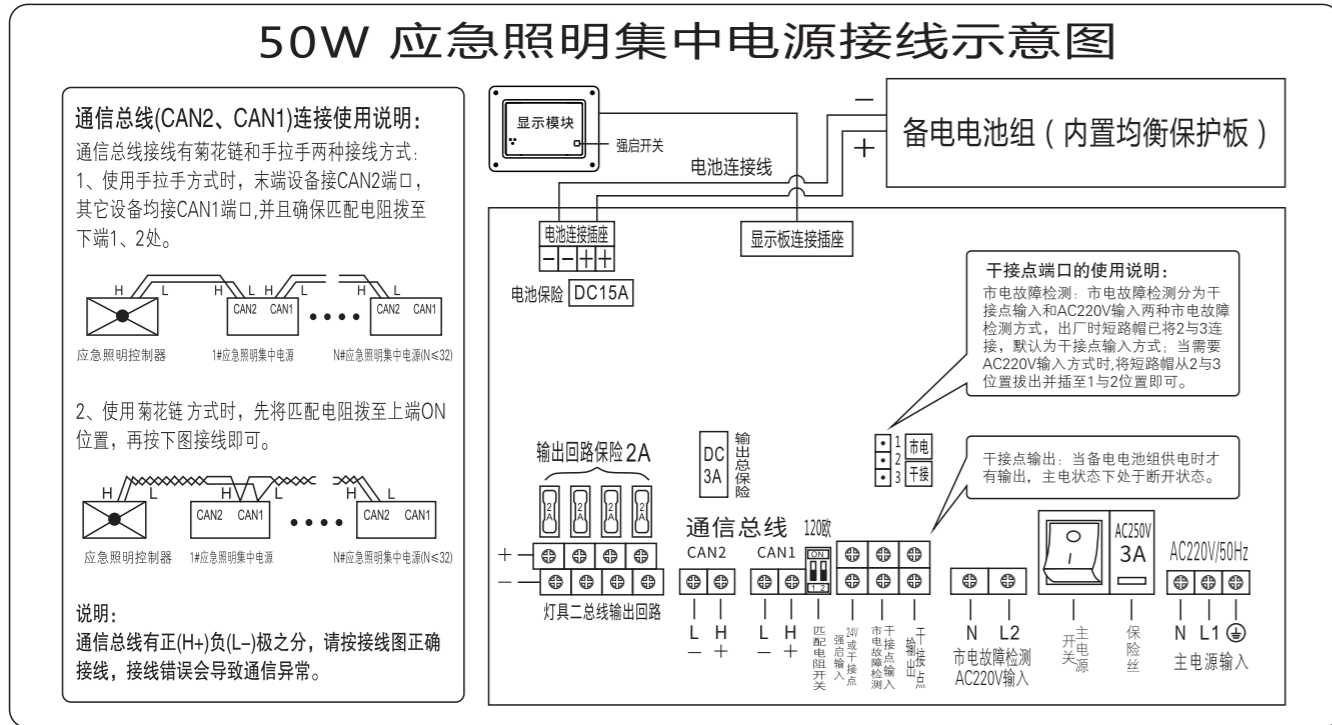 50W 应急照明集中电源接线示意图
通信总线(CAN2、CAN1)连接使用说明：
通信总线接线有菊花链和手拉手两种接线方式：
1、使用手拉手方式时，末端设备接CAN2端口，
其它设备均接CAN1端口,并且确保匹配电阻拨至
下端1、2处。
H L H L H L H L
CAN2 CAN1 CAN2 CAN1
应急照明控制器 1#应急照明集中电源 N#应急照明集中电源(N≤32)
2、使用菊花链方式时，先将匹配电阻拨至上端ON
位置，再按下图接线即可。
H L H L H L
CAN2 CAN1 CAN2 CAN1
应急照明控制器 1#应急照明集中电源 N#应急照明集中电源(N≤32)
说明：
通信总线有正(H+)负(L–)极之分，请按接线图正确
接线，接线错误会导致通信异常。
显示模块
强启开关
电池连接线
− +
备电电池组（内置均衡保护板）
电池连接插座
− − + +
电池保险 DC15A
显示板连接插座
干接点端口的使用说明：
市电故障检测：市电故障检测分为干
接点输入和AC220V输入两种市电故障
检测方式，出厂时短路帽已将2与3连
接，默认为干接点输入方式；当需要
AC220V输入方式时,将短路帽从2与3
位置拔出并插至1与2位置即可。
1 市电
2
3 干接
干接点输出：当备电电池组供电时才
有输出，主电状态下处于断开状态。
输出回路保险 2A
2A 2A 2A 2A
+
−
灯具二总线输出回路
DC
3A
输出总保险
通信总线 120欧
CAN2 CAN1
ON
1 2
L H L H
− + − +
匹配电阻开关
24V或干接点
强启输入
干接点输入
市电故障检测
干接点
输出
N L2
市电故障检测
AC220V输入
主电源
开关
AC250V
3A
保险丝
AC220V/50Hz
N L1
主电源输入